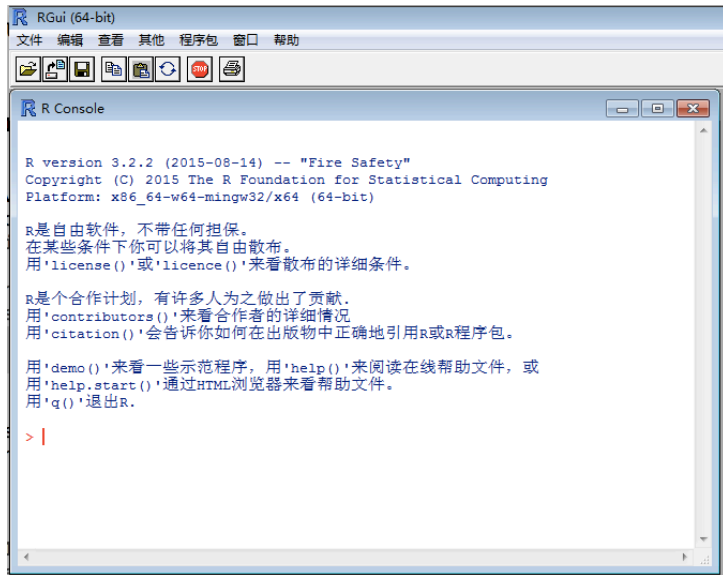 RGui (64-bit)
文件 编辑 查看 其他 程序包 窗口 帮助
STOP
R Console
R version 3.2.2 (2015-08-14) -- "Fire Safety"
Copyright (C) 2015 The R Foundation for Statistical Computing
Platform: x86_64-w64-mingw32/x64 (64-bit)
R是自由软件，不带任何担保。
在某些条件下你可以将其自由散布。
用'license()'或'licence()'来看散布的详细条件。
R是个合作计划，有许多人为之做出了贡献.
用'contributors()'来看合作者的详细情况
用'citation()'会告诉你如何在出版物中正确地引用R或R程序包。
用'demo()'来看一些示范程序，用'help()'来阅读在线帮助文件，或
用'help.start()'通过HTML浏览器来看帮助文件。
用'q()'退出R.
>